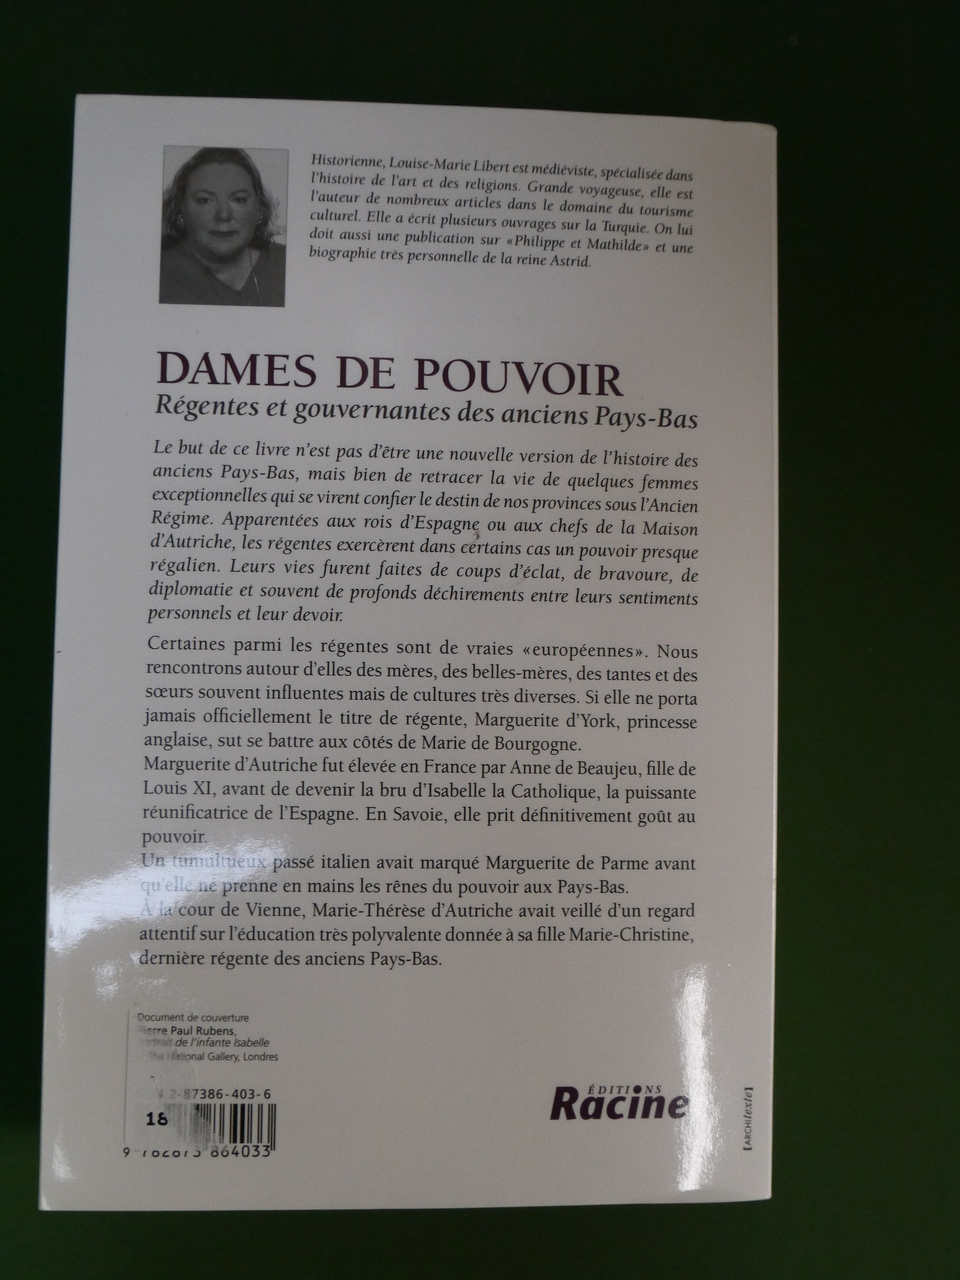 Historienne, Louise-Marie Libert est médiéviste, spécialisée dans
l'histoire de l'art et des religions. Grande voyageuse, elle est
l'auteur de nombreux articles dans le domaine du tourisme
culturel. Elle a écrit plusieurs ouvrages sur la Turquie. On lui
doit aussi une publication sur «Philippe et Mathilde» et une
biographie très personnelle de la reine Astrid.
DAMES DE POUVOIR
Régentes et gouvernantes des anciens Pays-Bas
Le but de ce livre n'est pas d'être une nouvelle version de l'histoire des
anciens Pays-Bas, mais bien de retracer la vie de quelques femmes
exceptionnelles qui se virent confier le destin de nos provinces sous l'Ancien
Régime. Apparentées aux rois d'Espagne ou aux chefs de la Maison
d'Autriche, les régentes exercèrent dans certains cas un pouvoir presque
régalien. Leurs vies furent faites de coups d'éclat, de bravoure, de
diplomatie et souvent de profonds déchirements entre leurs sentiments
personnels et leur devoir.
Certaines parmi les régentes sont de vraies «européennes». Nous
rencontrons autour d'elles des mères, des belles-mères, des tantes et des
sœurs souvent influentes mais de cultures très diverses. Si elle ne porta
jamais officiellement le titre de régente, Marguerite d'York, princesse
anglaise, sut se battre aux côtés de Marie de Bourgogne.
Marguerite d'Autriche fut élevée en France par Anne de Beaujeu, fille de
Louis XI, avant de devenir la bru d'Isabelle la Catholique, la puissante
réunificatrice de l'Espagne. En Savoie, elle prit définitivement goût au
pouvoir.
Un tumultueux passé italien avait marqué Marguerite de Parme avant
qu'elle ne prenne en mains les rênes du pouvoir aux Pays-Bas.
À la cour de Vienne, Marie-Thérèse d'Autriche avait veillé d'un regard
attentif sur l'éducation très polyvalente donnée à sa fille Marie-Christine,
dernière régente des anciens Pays-Bas.
Document de couverture
Pierre Paul Rubens,
de l'infante Isabelle
National Gallery, Londres
2-87386-403-6
18
9 782873 864033
ÉDITIONS
Racine
[ARCHItexte]